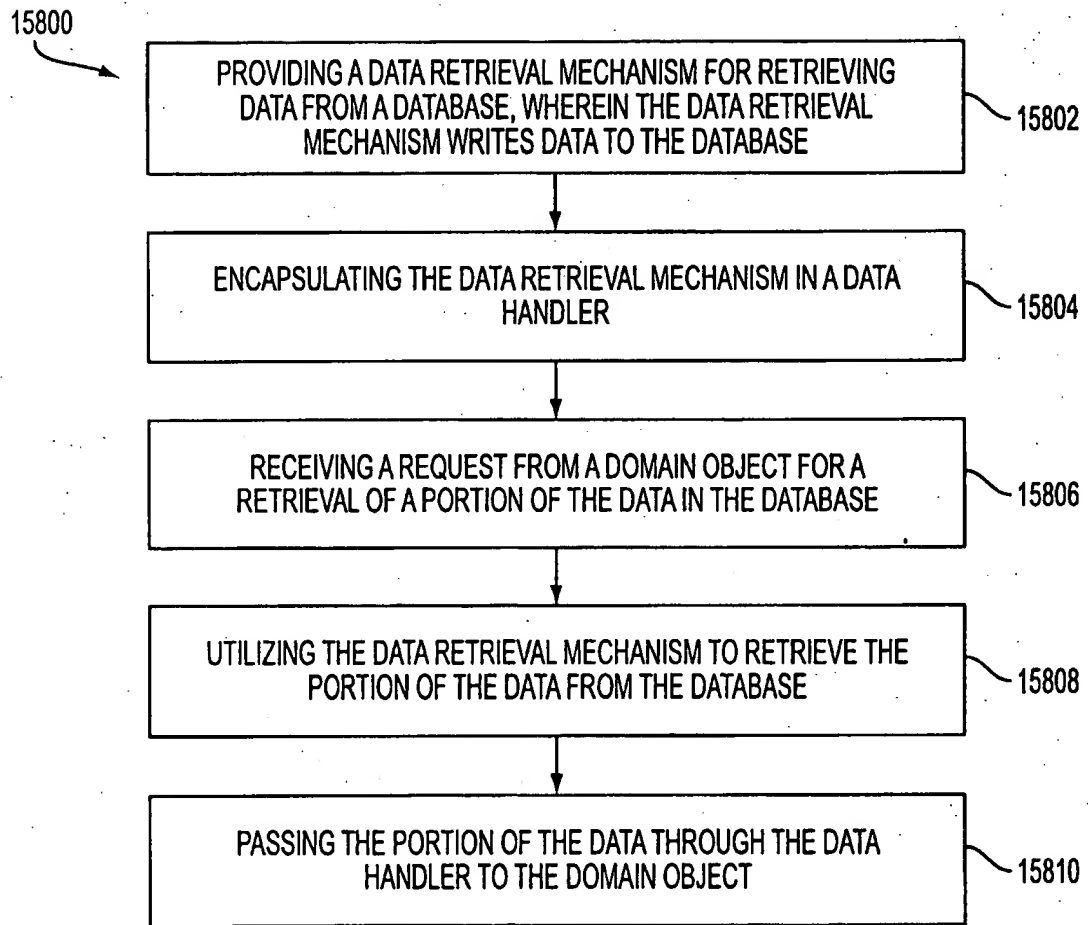 15800
PROVIDING A DATA RETRIEVAL MECHANISM FOR RETRIEVING
DATA FROM A DATABASE, WHEREIN THE DATA RETRIEVAL
MECHANISM WRITES DATA TO THE DATABASE
15802
ENCAPSULATING THE DATA RETRIEVAL MECHANISM IN A DATA
HANDLER
15804
RECEIVING A REQUEST FROM A DOMAIN OBJECT FOR A
RETRIEVAL OF A PORTION OF THE DATA IN THE DATABASE
15806
UTILIZING THE DATA RETRIEVAL MECHANISM TO RETRIEVE THE
PORTION OF THE DATA FROM THE DATABASE
15808
PASSING THE PORTION OF THE DATA THROUGH THE DATA
HANDLER TO THE DOMAIN OBJECT
15810